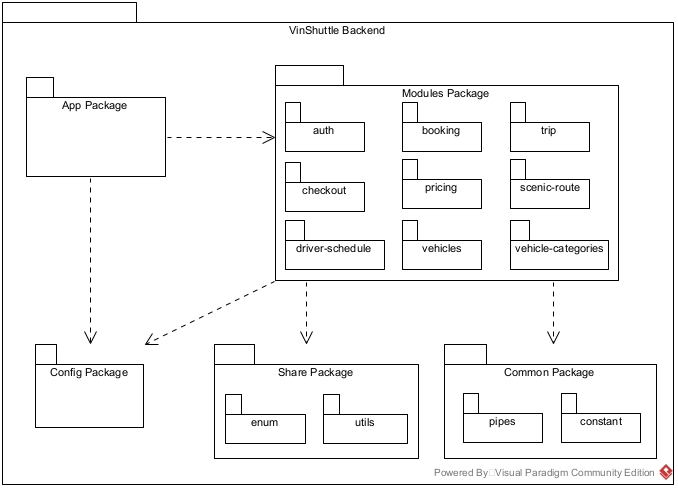 VinShuttle Backend
App Package
Modules Package
auth
booking
trip
checkout
pricing
scenic-route
driver-schedule
vehicles
vehicle-categories
Config Package
Share Package
Common Package
enum
utils
pipes
constant
Powered By Visual Paradigm Community Edition